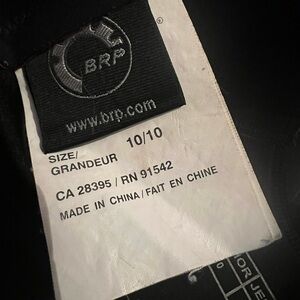 BRP
www.brp.com
SIZE/ 10/10
GRANDEUR
CA 28395 / RN 91542
MADE IN CHINA/FAIT EN CHINE